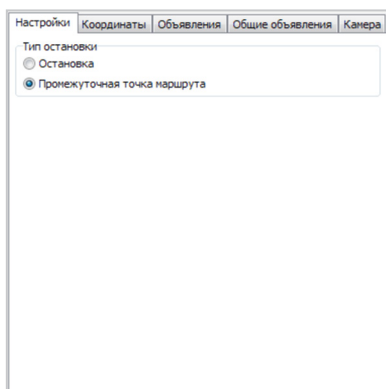 Настройки Координаты Объявления Общие объявления Камера
Тип остановки
Остановка
Промежуточная точка маршрута